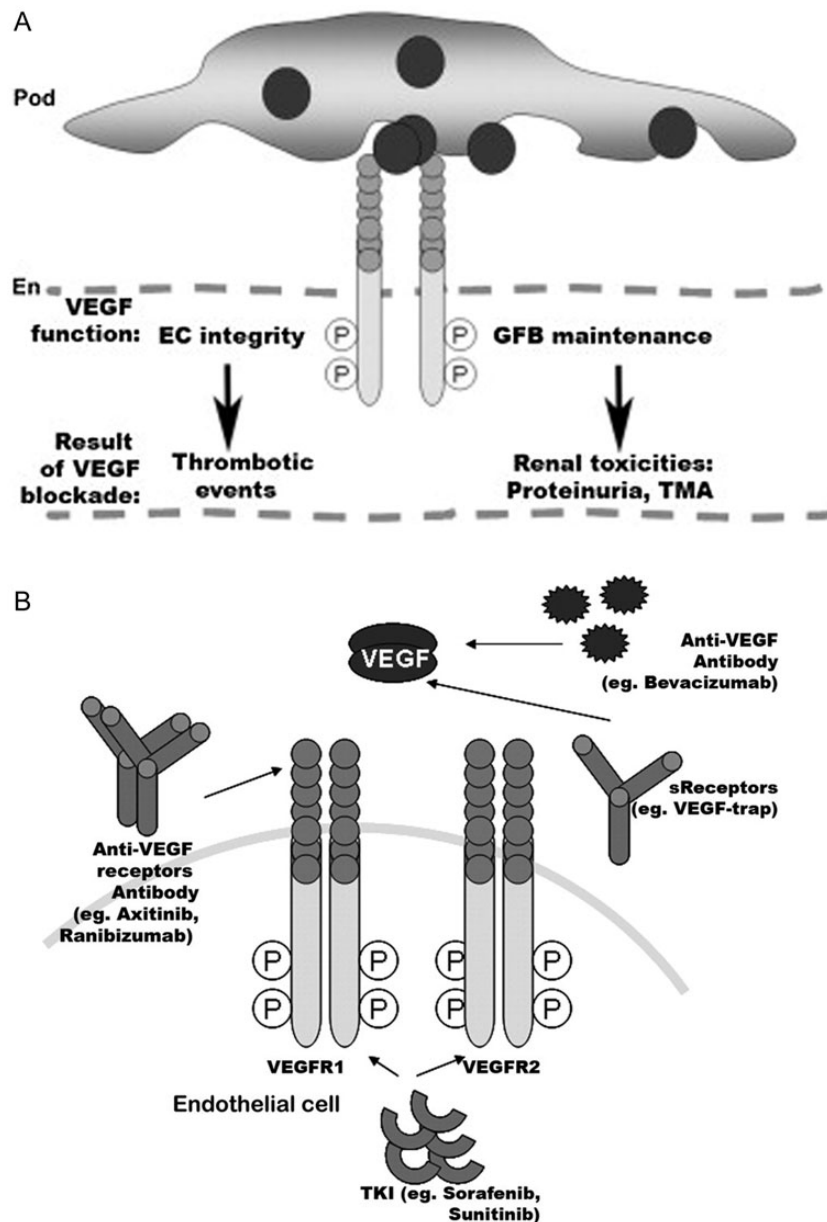 A
Pod
En
VEGF
function:
EC integrity
P
P
P
P
GFB maintenance
Result
of VEGF
blockade:
Thrombotic
events
Renal toxicities:
Proteinuria, TMA
B
VEGF
Anti-VEGF
Antibody
(eg. Bevacizumab)
sReceptors
(eg. VEGF-trap)
Anti-VEGF
receptors
Antibody
(eg. Axitinib,
Ranibizumab)
P
P
P
P
P
P
P
P
VEGFR1
VEGFR2
Endothelial cell
TKI (eg. Sorafenib,
Sunitinib)